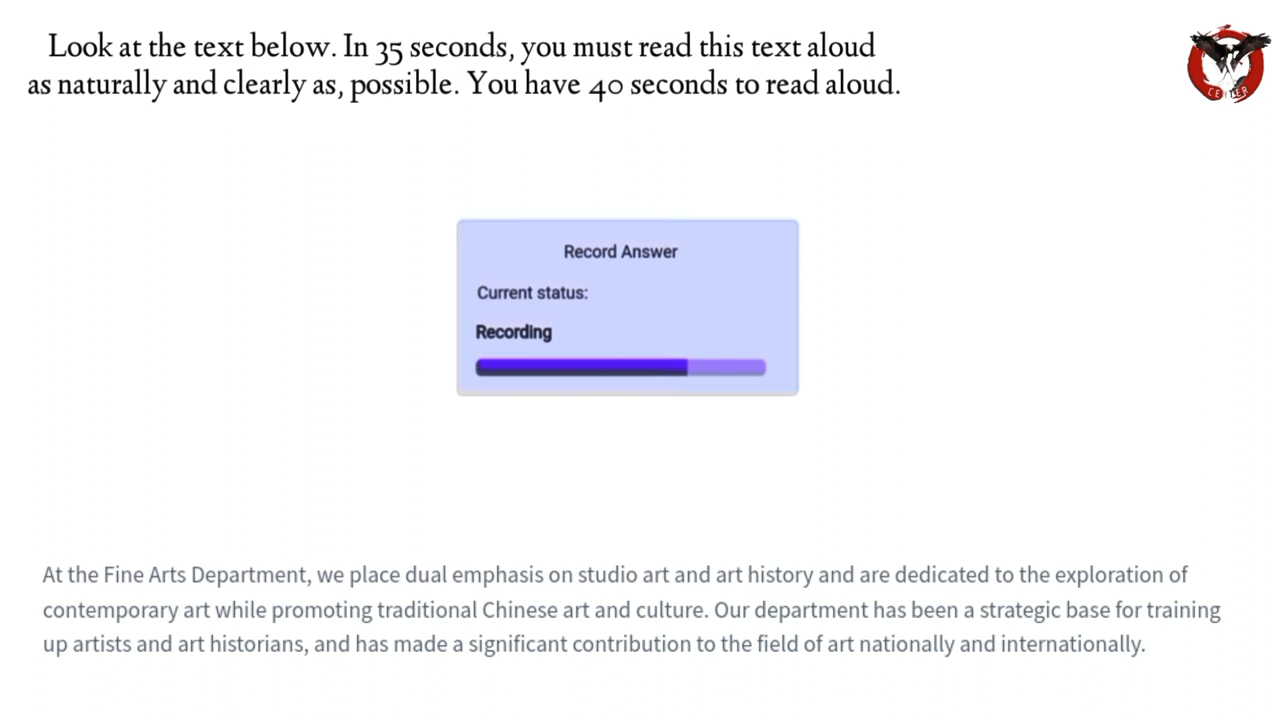 Look at the text below. In 35 seconds, you must read this text aloud
as naturally and clearly as, possible. You have 40 seconds to read aloud.
CENTER
Record Answer
Current status:
Recording
At the Fine Arts Department, we place dual emphasis on studio art and art history and are dedicated to the exploration of
contemporary art while promoting traditional Chinese art and culture. Our department has been a strategic base for training
up artists and art historians, and has made a significant contribution to the field of art nationally and internationally.